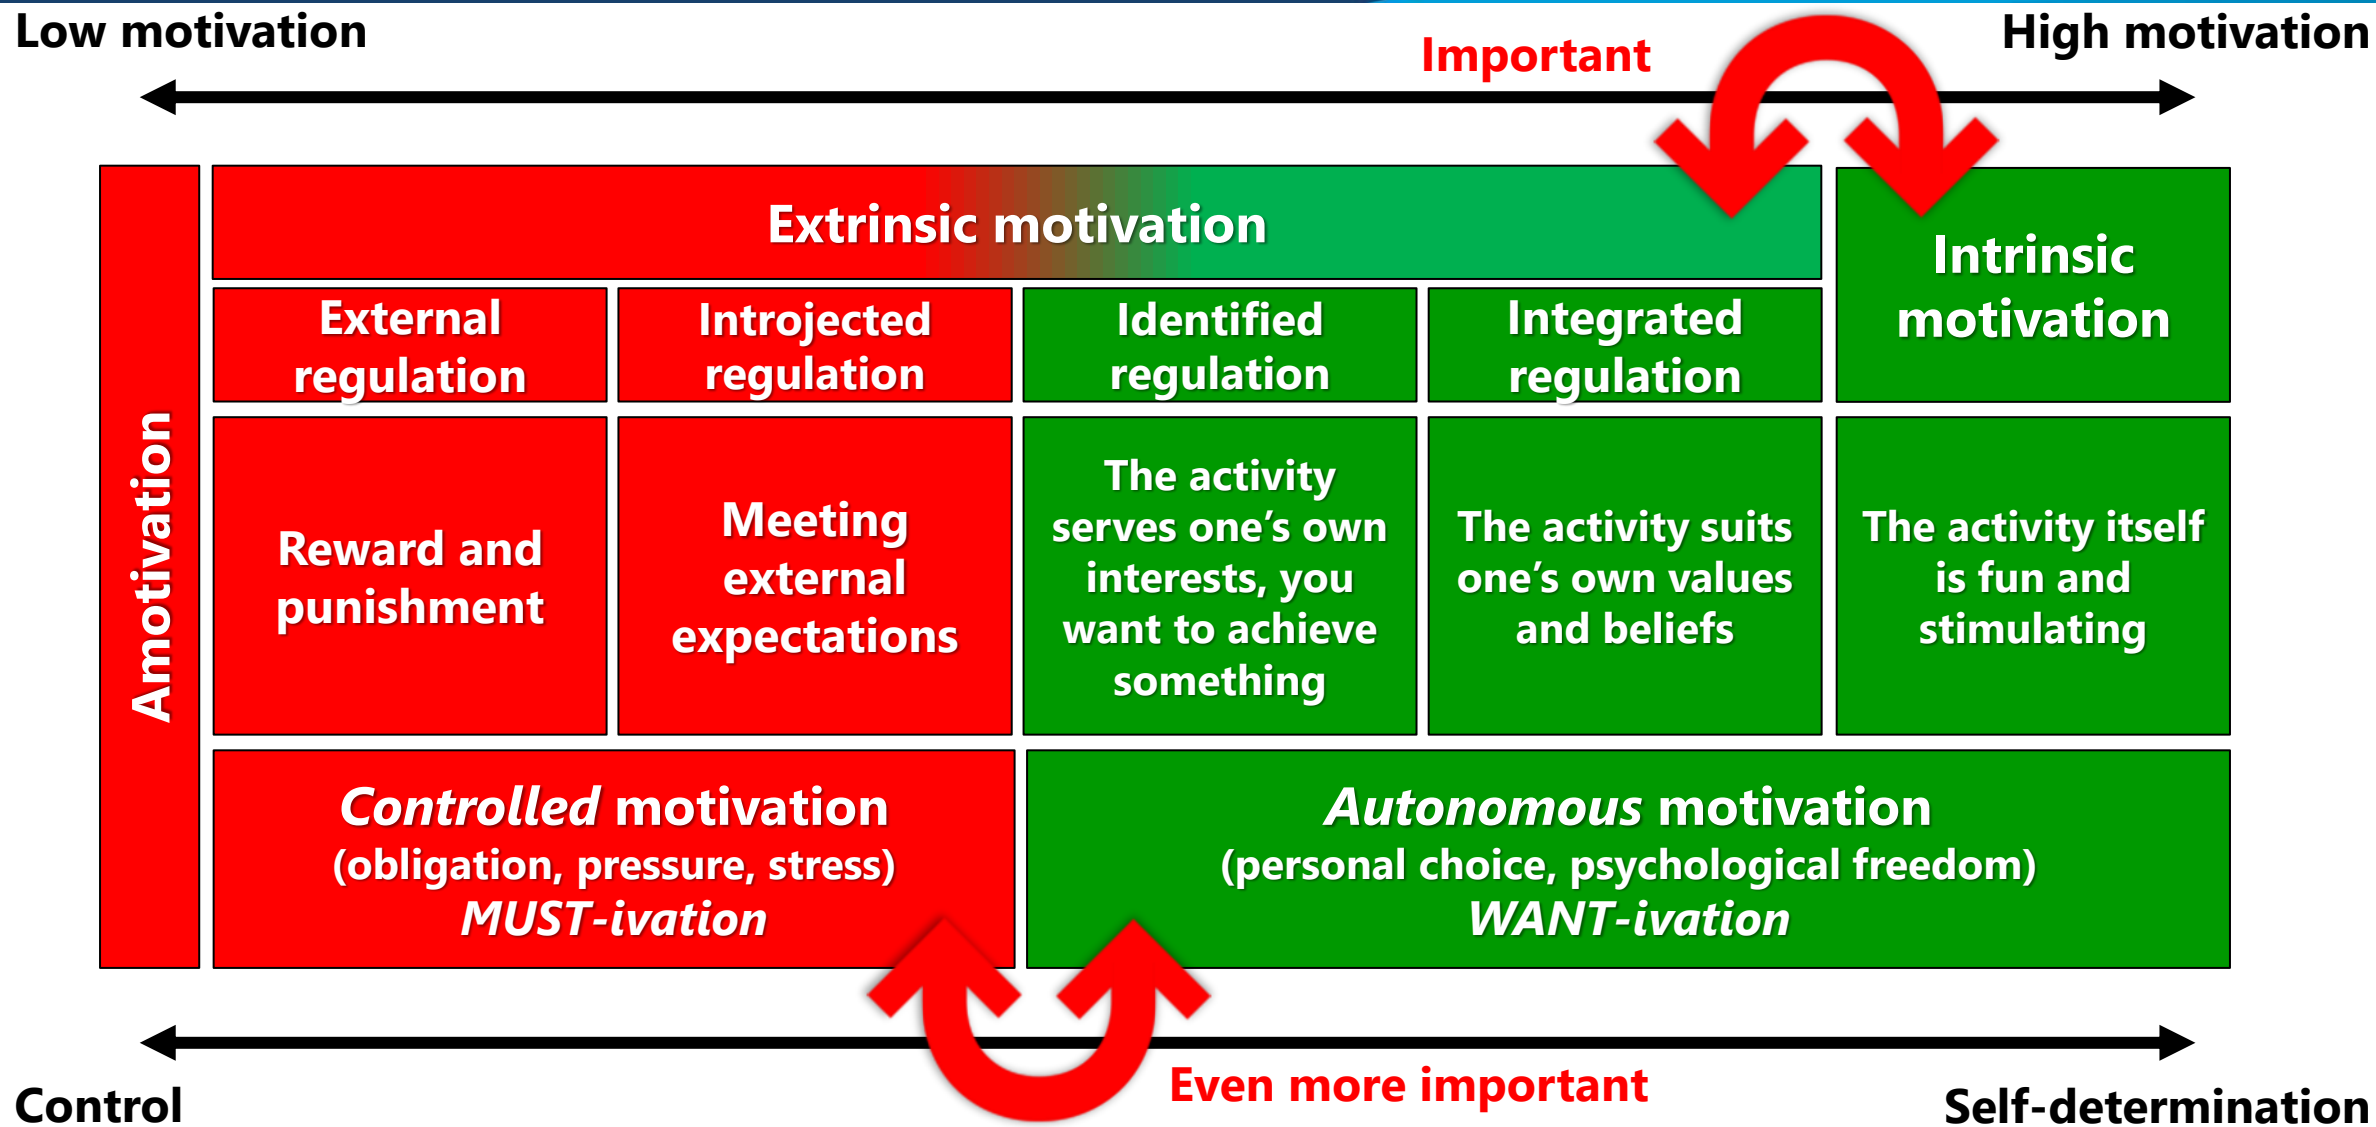 Low motivation
Important
High motivation
Amotivation
Extrinsic motivation
Intrinsic
motivation
External
regulation
Introjected
regulation
Identified
regulation
Integrated
regulation
Reward and
punishment
Meeting
external
expectations
The activity
serves one’s own
interests, you
want to achieve
something
The activity suits
one’s own values
and beliefs
The activity itself
is fun and
stimulating
Controlled motivation
(obligation, pressure, stress)
MUST-ivation
Autonomous motivation
(personal choice, psychological freedom)
WANT-ivation
Control
Even more important
Self-determination